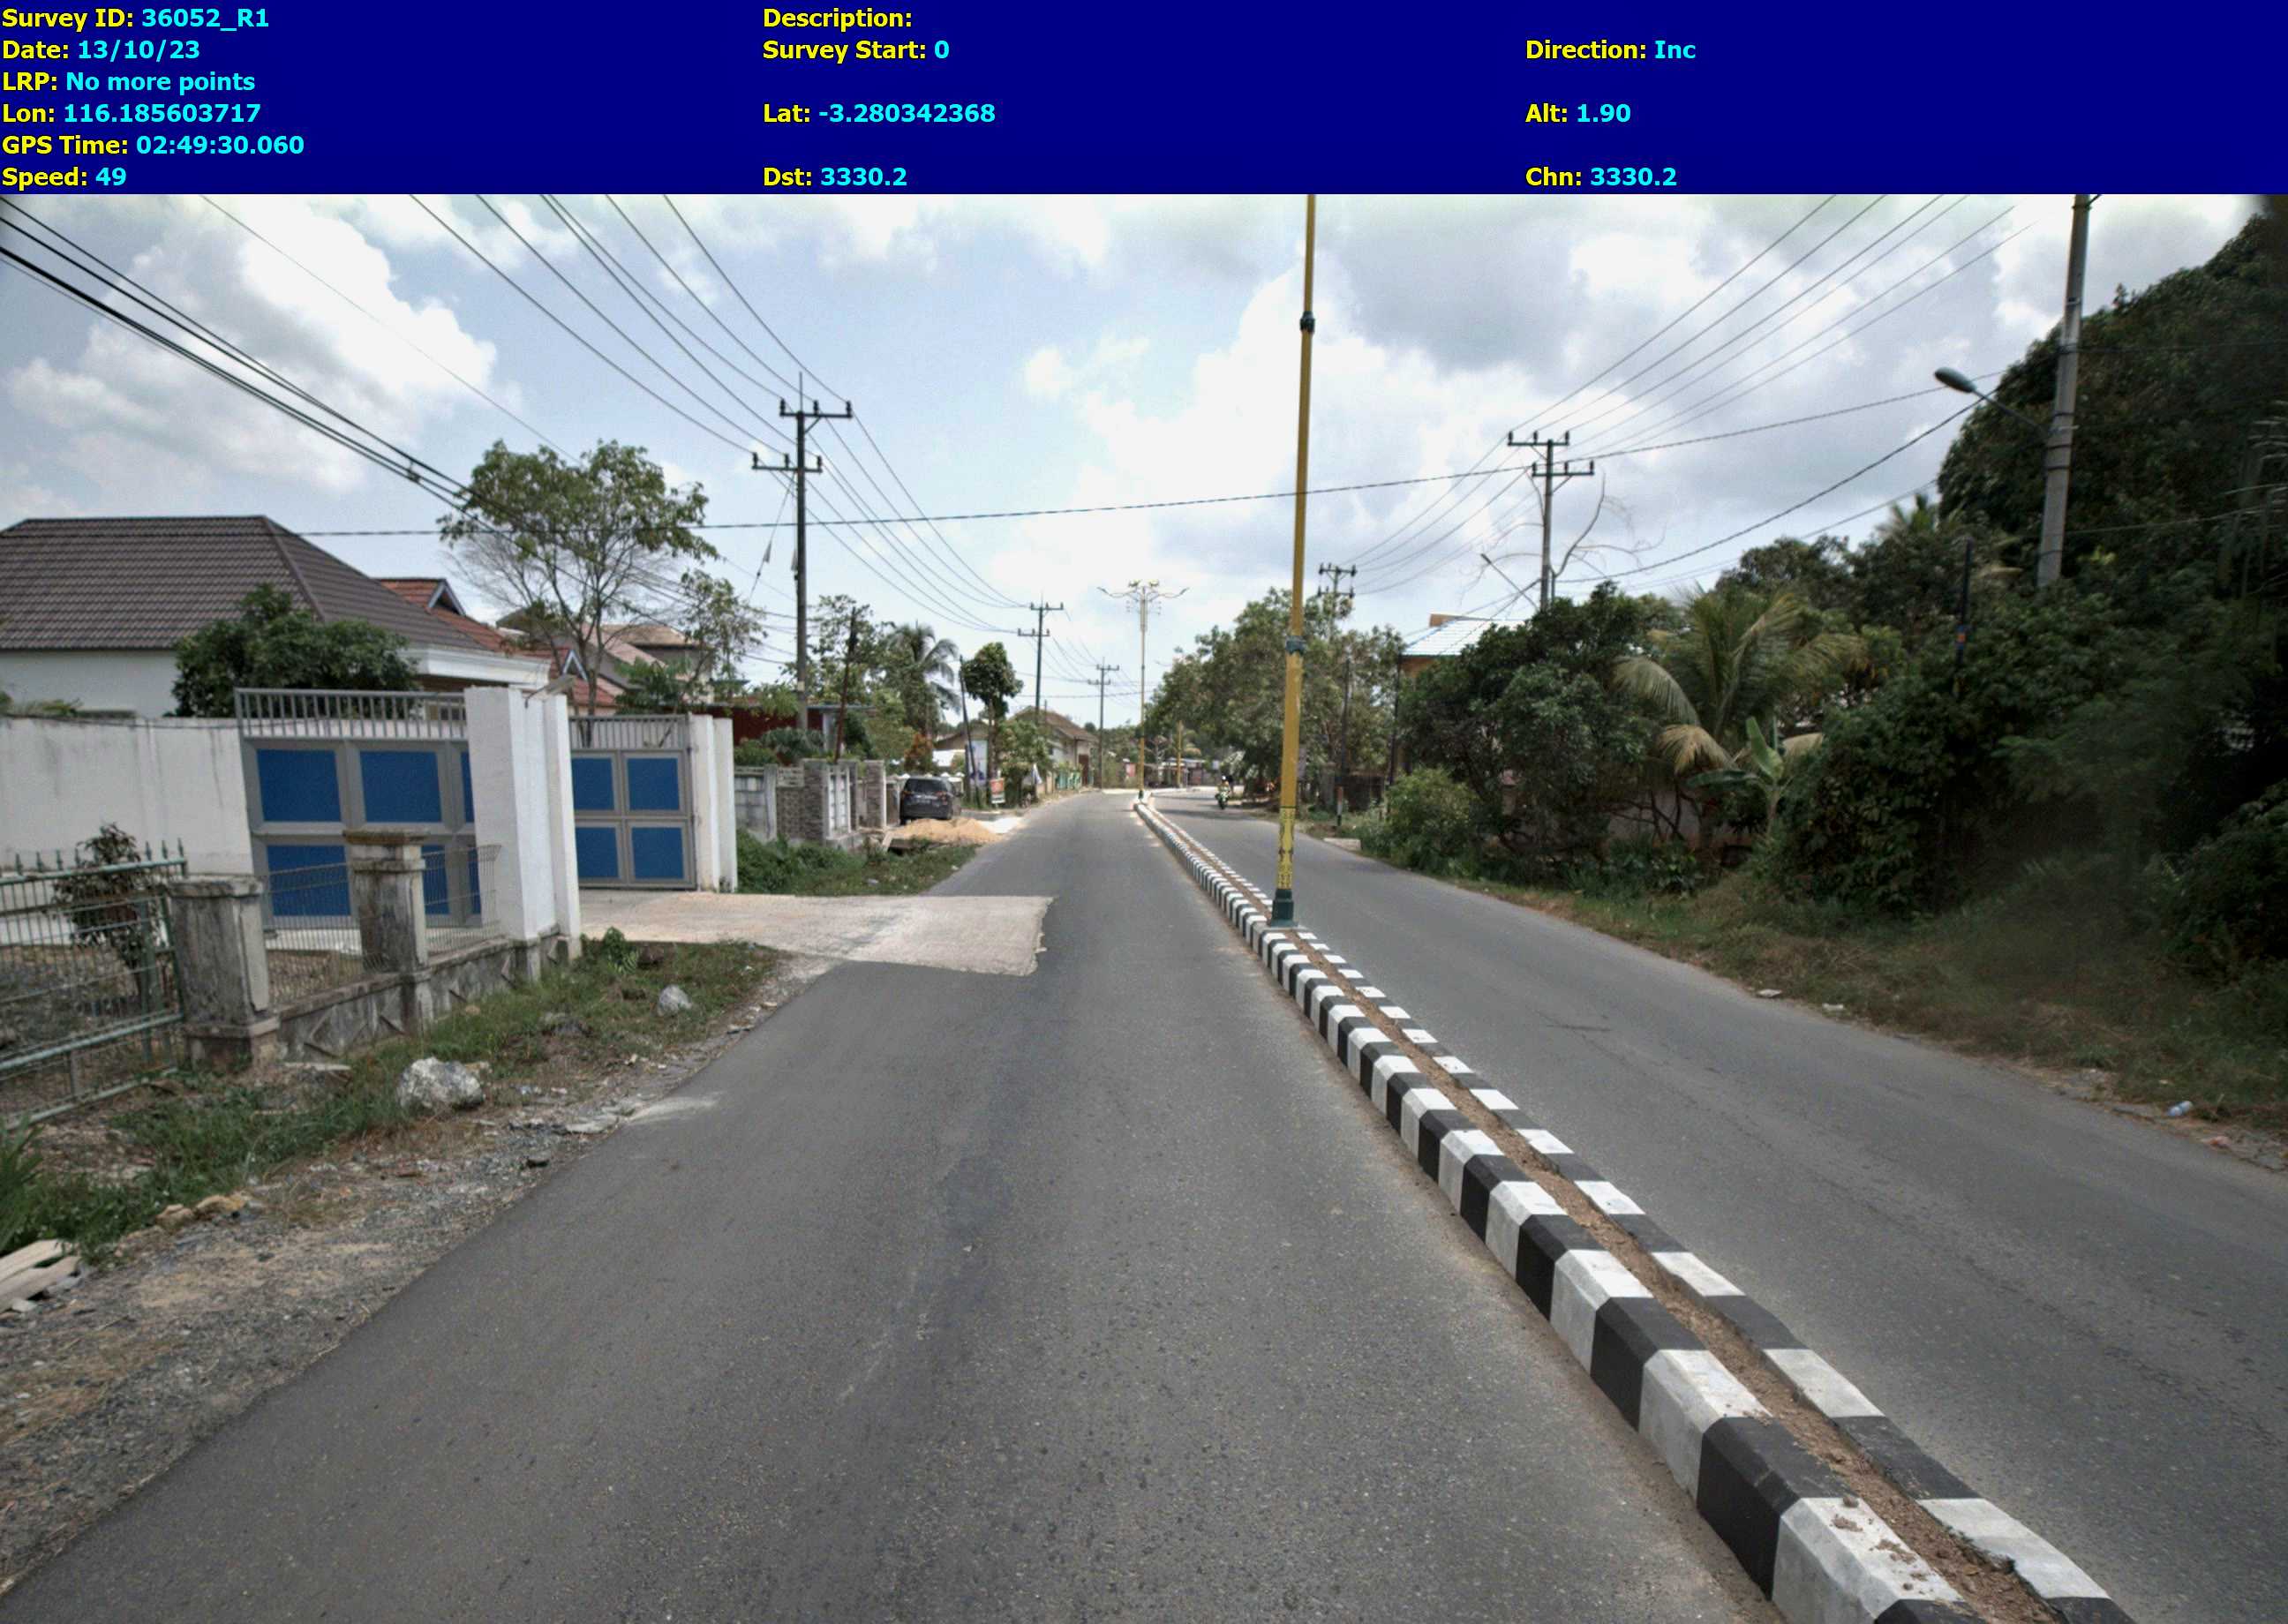 Survey ID: 36052_R1
Description:
Date: 13/10/23
Survey Start: 0
Direction: Inc
LRP: No more points
Lon: 116.185603717
Lat: -3.280342368
Alt: 1.90
GPS Time: 02:49:30.060
Speed: 49
Dst: 3330.2
Chn: 3330.2